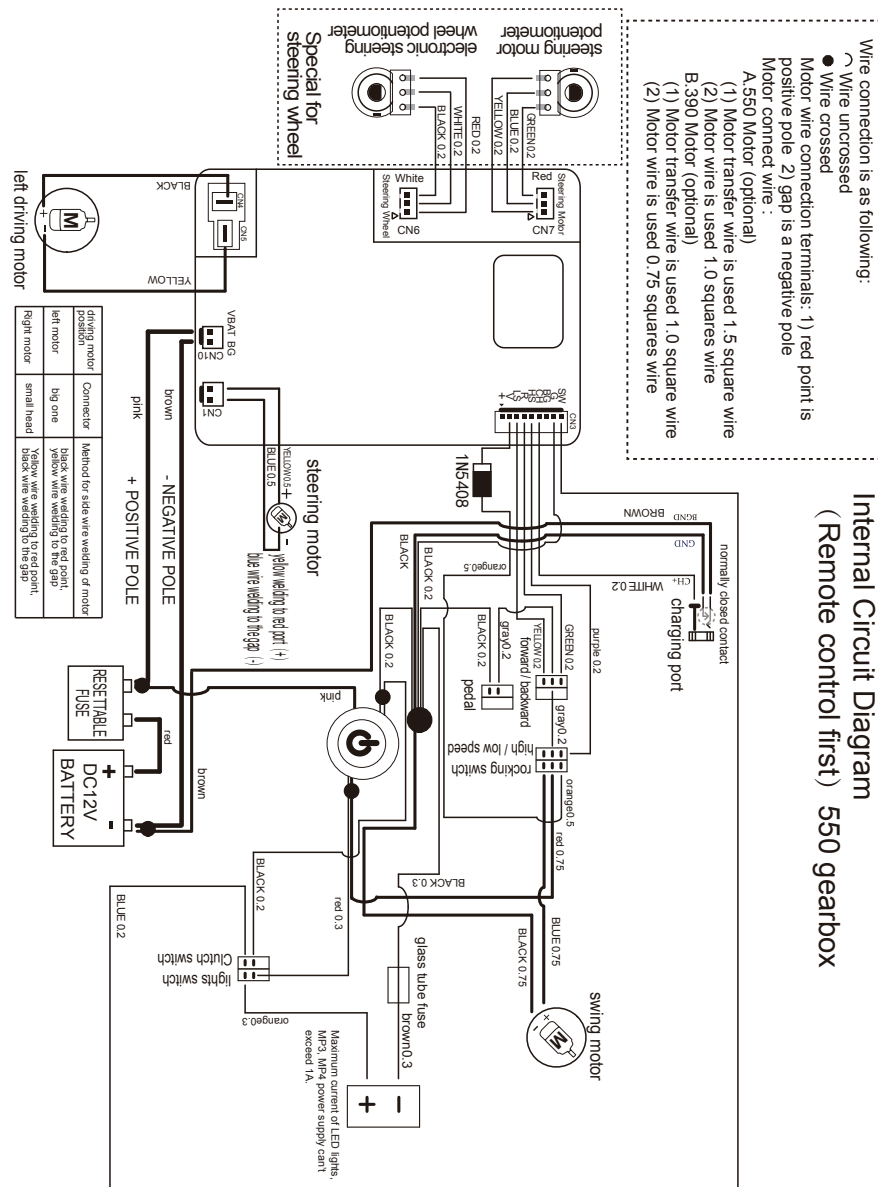 Internal Circuit Diagram
(Remote control first) 550 gearbox
Wire connection is as following:
Wire uncrossed
● Wire crossed
Motor wire connection terminals: 1) red point is
positive pole 2) gap is a negative pole
Motor connect wire :
A.550 Motor (optional)
(1) Motor transfer wire is used 1.5 square wire
(2) Motor wire is used 1.0 squares wire
B.390 Motor (optional)
(1) Motor transfer wire is used 1.0 square wire
(2) Motor wire is used 0.75 squares wire
steering motor
potentiometer
electronic steering
wheel potentiometer
Special for
steering wheel
GREEN 0.2
BLUE 0.2
YELLOW 0.2
RED 0.2
WHITE 0.2
BLACK 0.2
Red
Steering Motor
CN7
White
Steering Wheel
CN6
CN4
CN5
BLACK
YELLOW
M
+
-
left driving motor
VBAT BG
CN10
CN1
CN3
SW
G
BG
CH
HS
R
LS
V
+
1N5408
YELLOW0.5
BLUE0.5
+
M
-
steering motor
yellow welding to red part (+)
blue wire welding to the gap (-)
brown
pink
- NEGATIVE POLE
+ POSITIVE POLE
driving motor
position
Connector
Method for side wire welding of motor
left motor
big one
black wire welding to red point,
yellow wire welding to the gap
Right motor
small head
Yellow wire welding to red point,
black wire welding to the gap
BROWN
BGND
GND
CH+
WHITE 0.2
normally closed contact
charging port
BLACK
BLACK 0.2
orange0.5
BLACK 0.2
BLACK 0.2
gray0.2
YELLOW 0.2
GREEN 0.2
purple 0.2
pedal
forward / backward
gray0.2
high / low speed
rocking switch
orange0.5
red 0.75
pink
RESETTABLE
FUSE
red
+
-
DC12V
BATTERY
brown
BLACK 0.2
red 0.3
BLACK 0.3
BLUE 0.75
BLACK 0.75
swing motor
+
-
M
BLUE 0.2
lights switch
Clutch switch
orange0.3
glass tube fuse
brown0.3
+
-
Maximum current of LED lights,
MP3, MP4 power supply can't
exceed 1A.